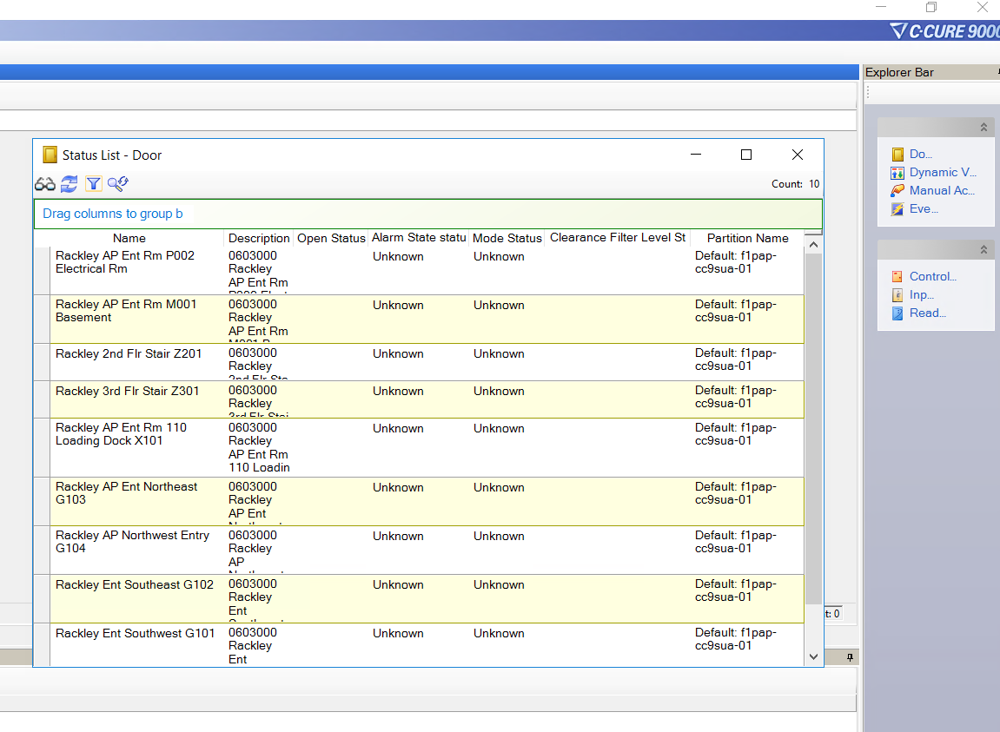 C•CURE 9000
Explorer Bar
Do...
Dynamic V...
Manual Ac...
Eve...
Control...
Inp...
Read...
Status List - Door
Count: 10
Drag columns to group b
Name Description Open Status Alarm State statu Mode Status Clearance Filter Level St Partition Name
Rackley AP Ent Rm P002 0603000 Unknown Unknown Default: f1pap-
Electrical Rm Rackley cc9sua-01
AP Ent Rm
Rackley AP Ent Rm M001 0603000 Unknown Unknown Default: f1pap-
Basement Rackley cc9sua-01
AP Ent Rm
Rackley 2nd Flr Stair Z201 0603000 Unknown Unknown Default: f1pap-
Rackley cc9sua-01
2nd Flr Sta
Rackley 3rd Flr Stair Z301 0603000 Unknown Unknown Default: f1pap-
Rackley cc9sua-01
3rd Flr Stai
Rackley AP Ent Rm 110 0603000 Unknown Unknown Default: f1pap-
Loading Dock X101 Rackley cc9sua-01
AP Ent Rm
110 Loadin
Rackley AP Ent Northeast 0603000 Unknown Unknown Default: f1pap-
G103 Rackley cc9sua-01
AP Ent
Rackley AP Northwest Entry 0603000 Unknown Unknown Default: f1pap-
G104 Rackley cc9sua-01
AP
Rackley Ent Southeast G102 0603000 Unknown Unknown Default: f1pap-
Rackley cc9sua-01
Ent
Rackley Ent Southwest G101 0603000 Unknown Unknown Default: f1pap-
Rackley cc9sua-01
Ent
t: 0